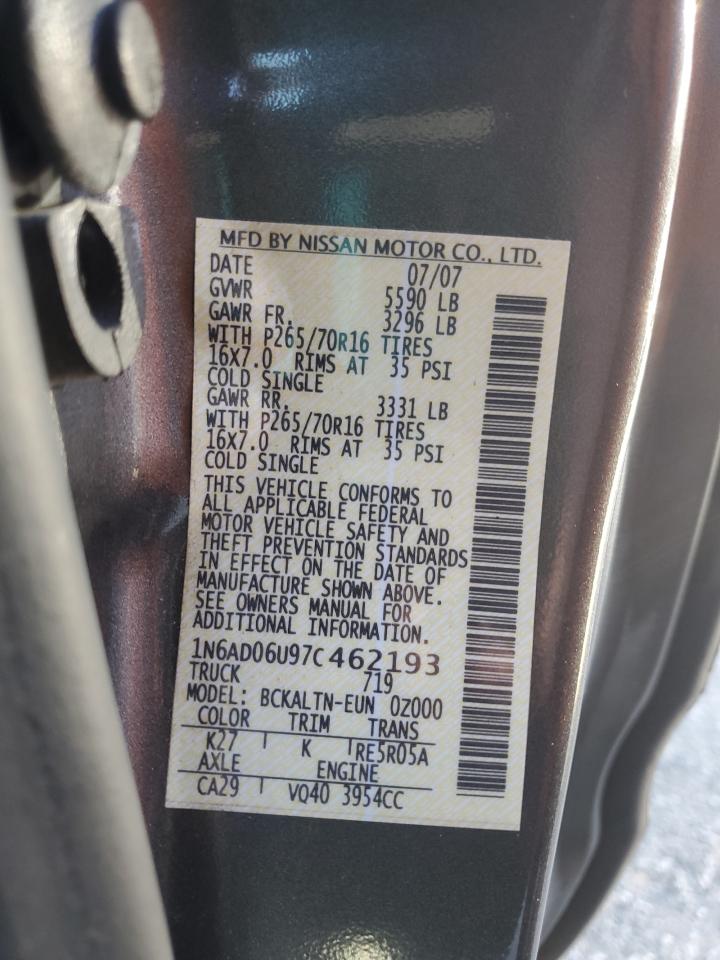 MFD BY NISSAN MOTOR CO., LTD.
DATE 07/07
GVWR 5590 LB
GAWR FR. 3296 LB
WITH P265/70R16 TIRES
16X7.0 RIMS AT 35 PSI
COLD SINGLE
GAWR RR. 3331 LB
WITH P265/70R16 TIRES
16X7.0 RIMS AT 35 PSI
COLD SINGLE
THIS VEHICLE CONFORMS TO
ALL APPLICABLE FEDERAL
MOTOR VEHICLE SAFETY AND
THEFT PREVENTION STANDARDS
IN EFFECT ON THE DATE OF
MANUFACTURE SHOWN ABOVE.
SEE OWNERS MANUAL FOR
ADDITIONAL INFORMATION.
1N6AD06U97C462193
TRUCK 719
MODEL: BCKALTN-EUN 0Z000
COLOR TRIM TRANS
K27 K RE5R05A
AXLE ENGINE
CA29 VQ40 3954CC